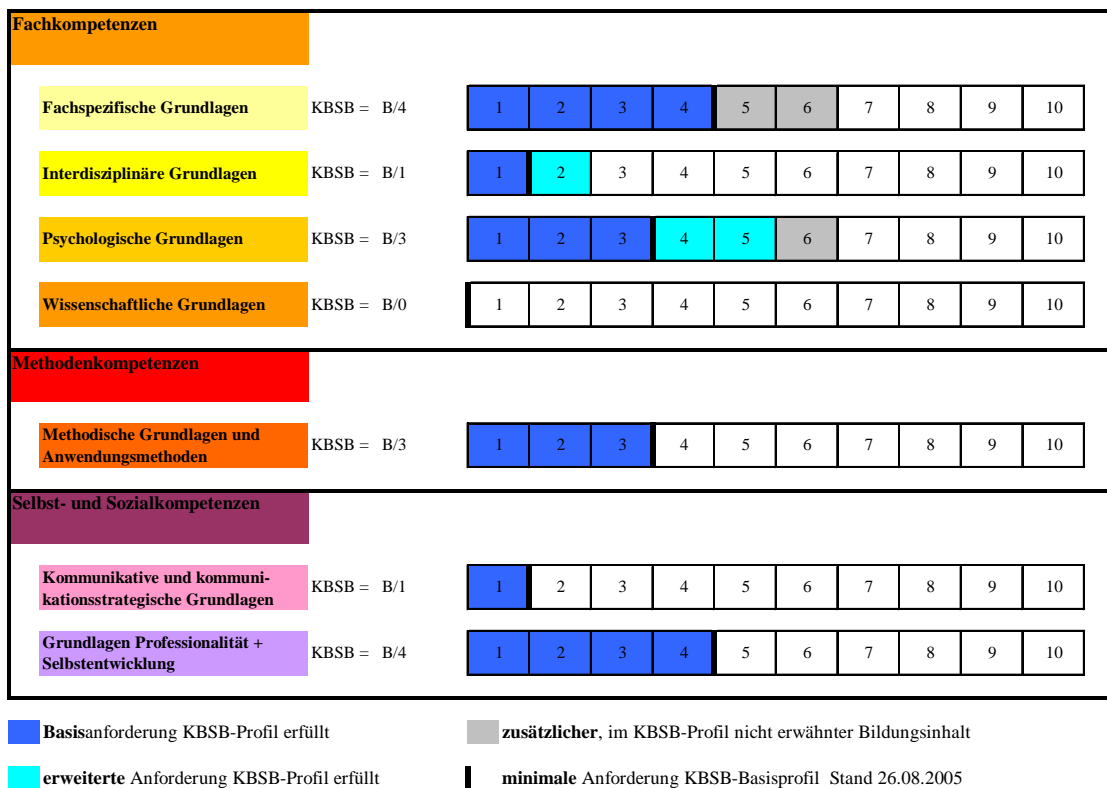 Fachkompetenzen
Fachspezifische Grundlagen KBSB = B/4 1 2 3 4 5 6 7 8 9 10
Interdisziplinäre Grundlagen KBSB = B/1 1 2 3 4 5 6 7 8 9 10
Psychologische Grundlagen KBSB = B/3 1 2 3 4 5 6 7 8 9 10
Wissenschaftliche Grundlagen KBSB = B/0 1 2 3 4 5 6 7 8 9 10
Methodenkompetenzen
Methodische Grundlagen und
Anwendungsmethoden KBSB = B/3 1 2 3 4 5 6 7 8 9 10
Selbst- und Sozialkompetenzen
Kommunikative und kommuni-
kationsstrategische Grundlagen KBSB = B/1 1 2 3 4 5 6 7 8 9 10
Grundlagen Professionalität +
Selbstentwicklung KBSB = B/4 1 2 3 4 5 6 7 8 9 10
Basisanforderung KBSB-Profil erfüllt
zusätzlicher, im KBSB-Profil nicht erwähnter Bildungsinhalt
erweiterte Anforderung KBSB-Profil erfüllt
minimale Anforderung KBSB-Basisprofil Stand 26.08.2005